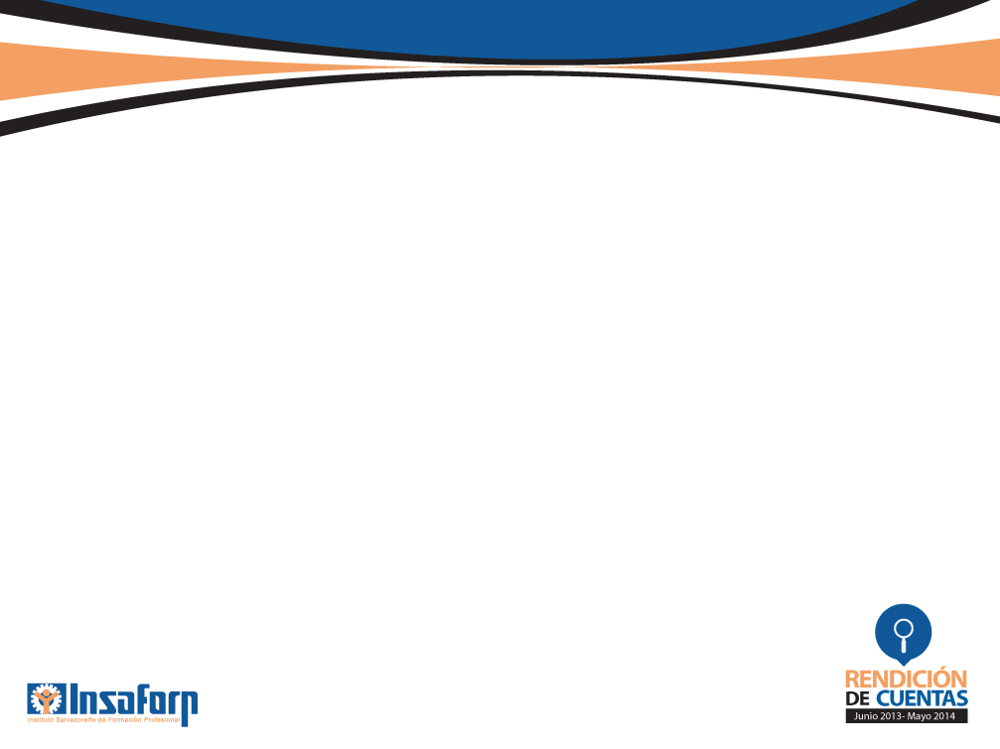 Insaforp
Instituto Salvadoreño de Formación Profesional
RENDICIÓN
DE CUENTAS
Junio 2013- Mayo 2014